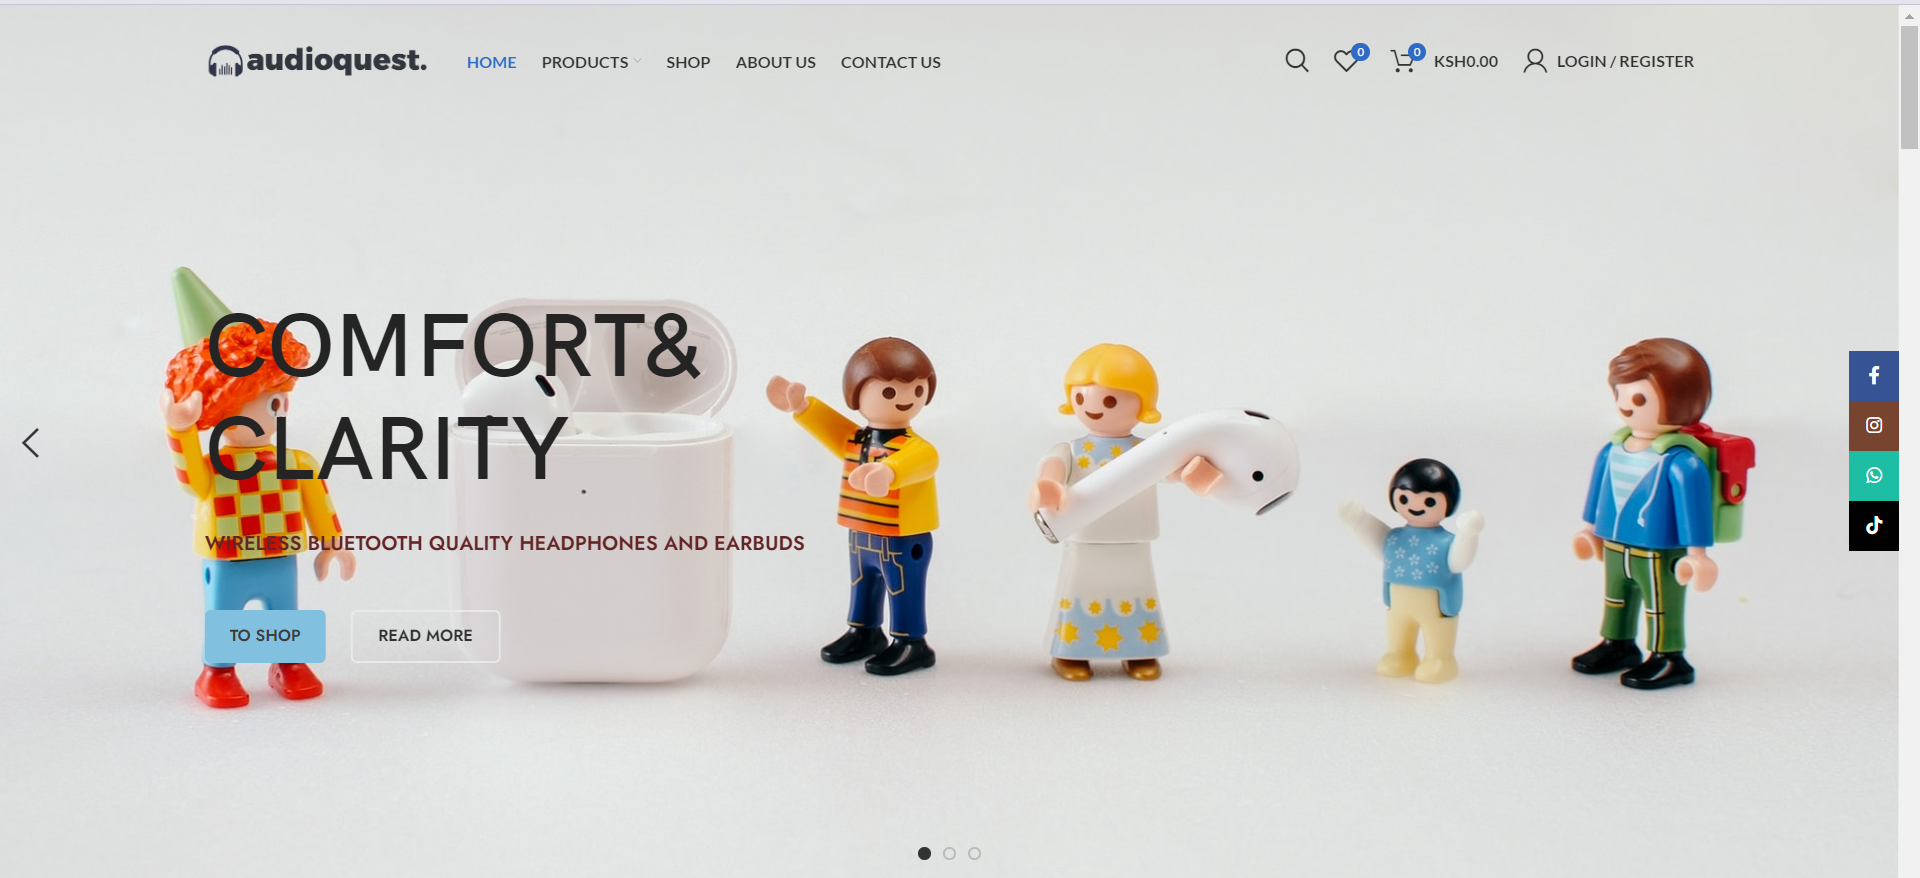 audioquest.
HOME PRODUCTS SHOP ABOUT US CONTACT US
0 0 KSH0.00 LOGIN / REGISTER
COMFORT&
CLARITY
WIRELESS BLUETOOTH QUALITY HEADPHONES AND EARBUDS
TO SHOP READ MORE